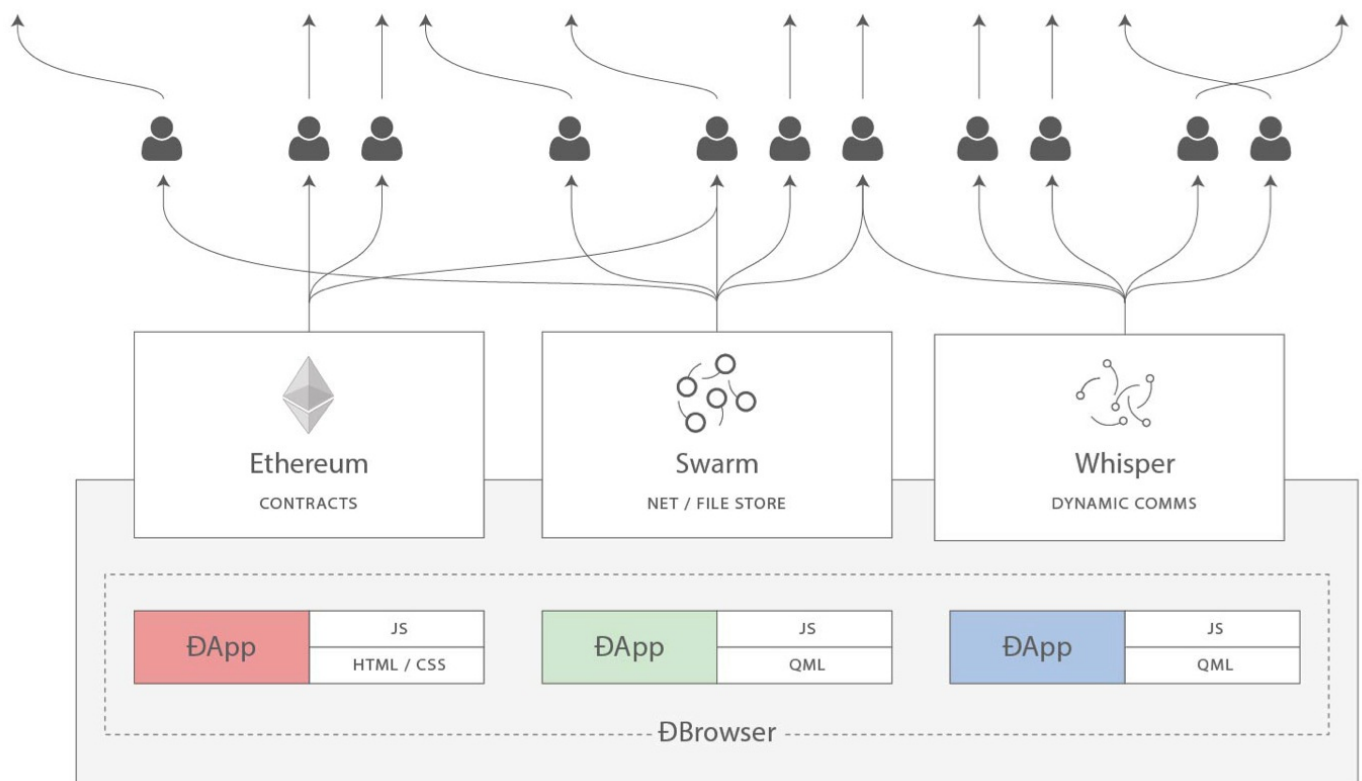 Ethereum
CONTRACTS
Swarm
NET / FILE STORE
Whisper
DYNAMIC COMMS
ĐApp
JS
HTML / CSS
ĐApp
JS
QML
ĐApp
JS
QML
ĐBrowser